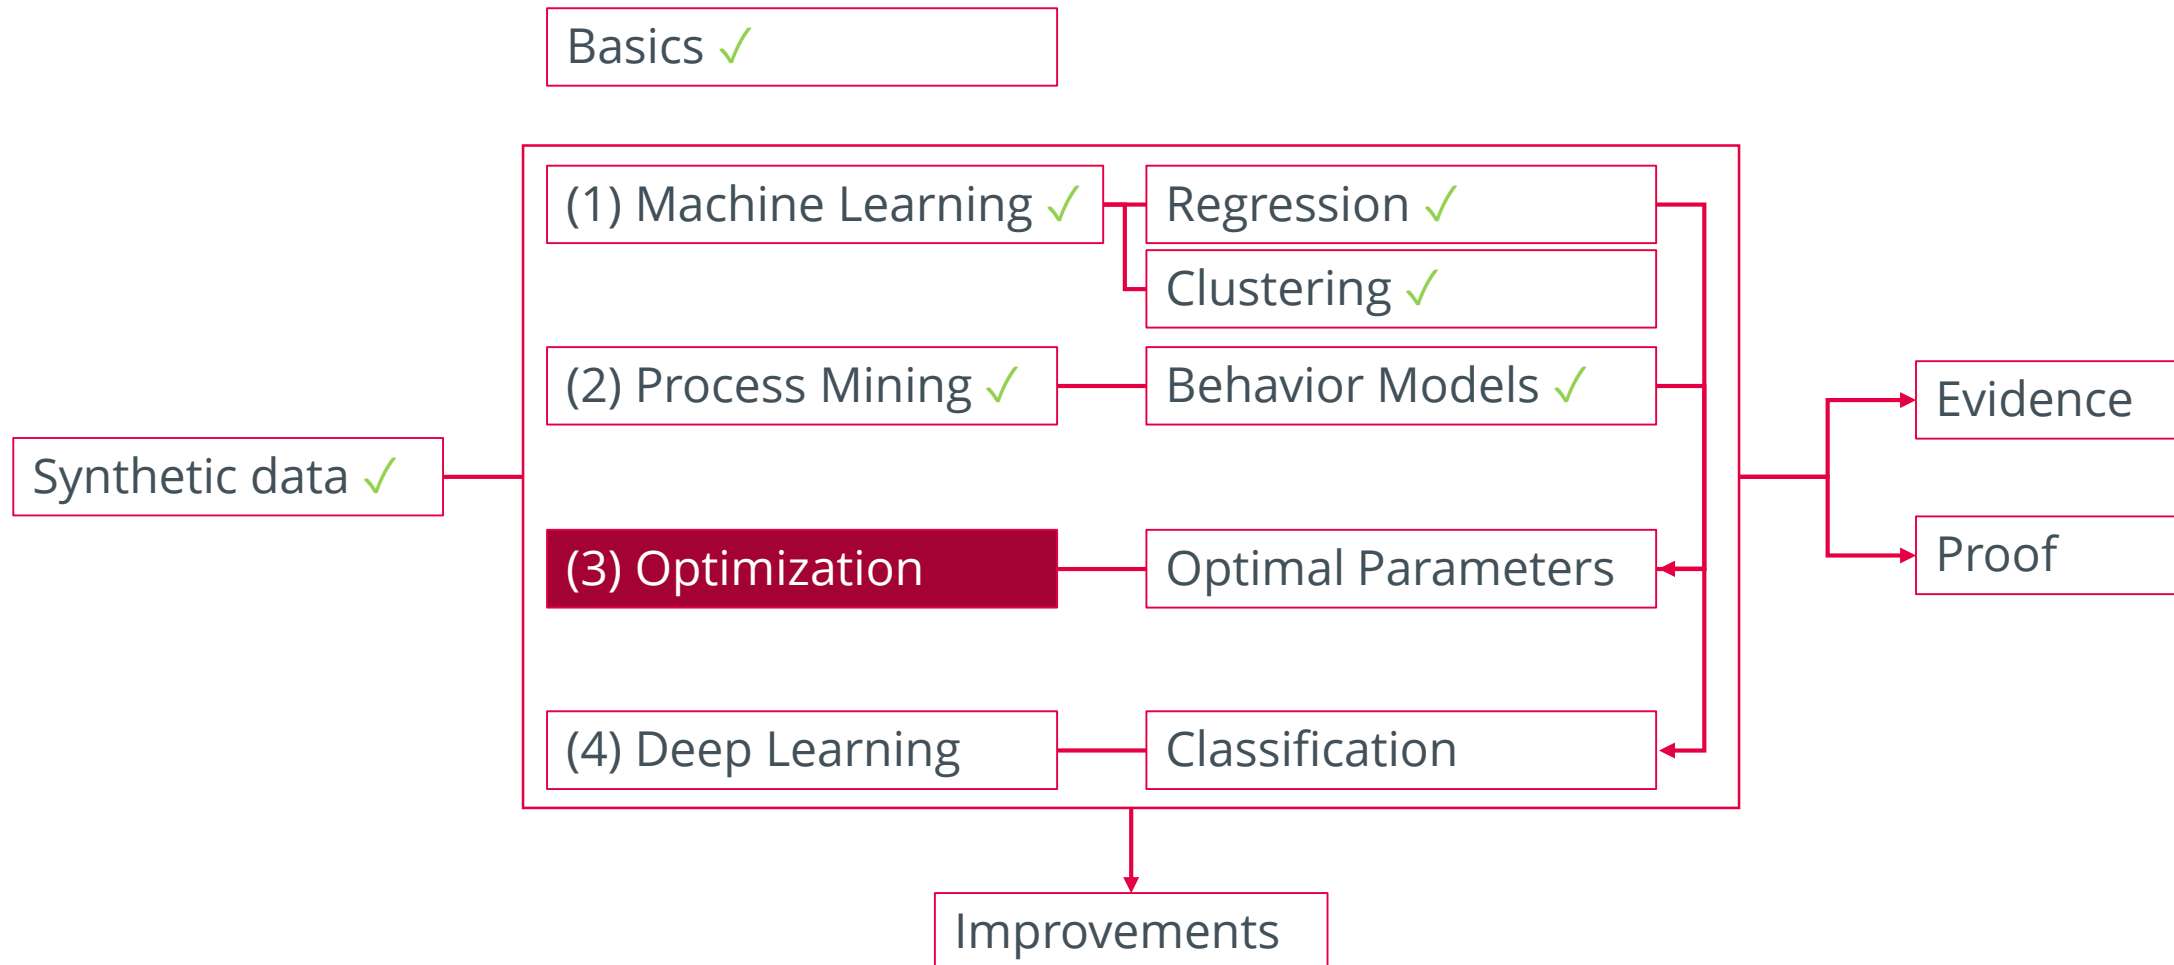 Basics ✓
(1) Machine Learning ✓
Regression ✓
Clustering ✓
(2) Process Mining ✓
Behavior Models ✓
Synthetic data ✓
(3) Optimization
Optimal Parameters
(4) Deep Learning
Classification
Evidence
Proof
Improvements